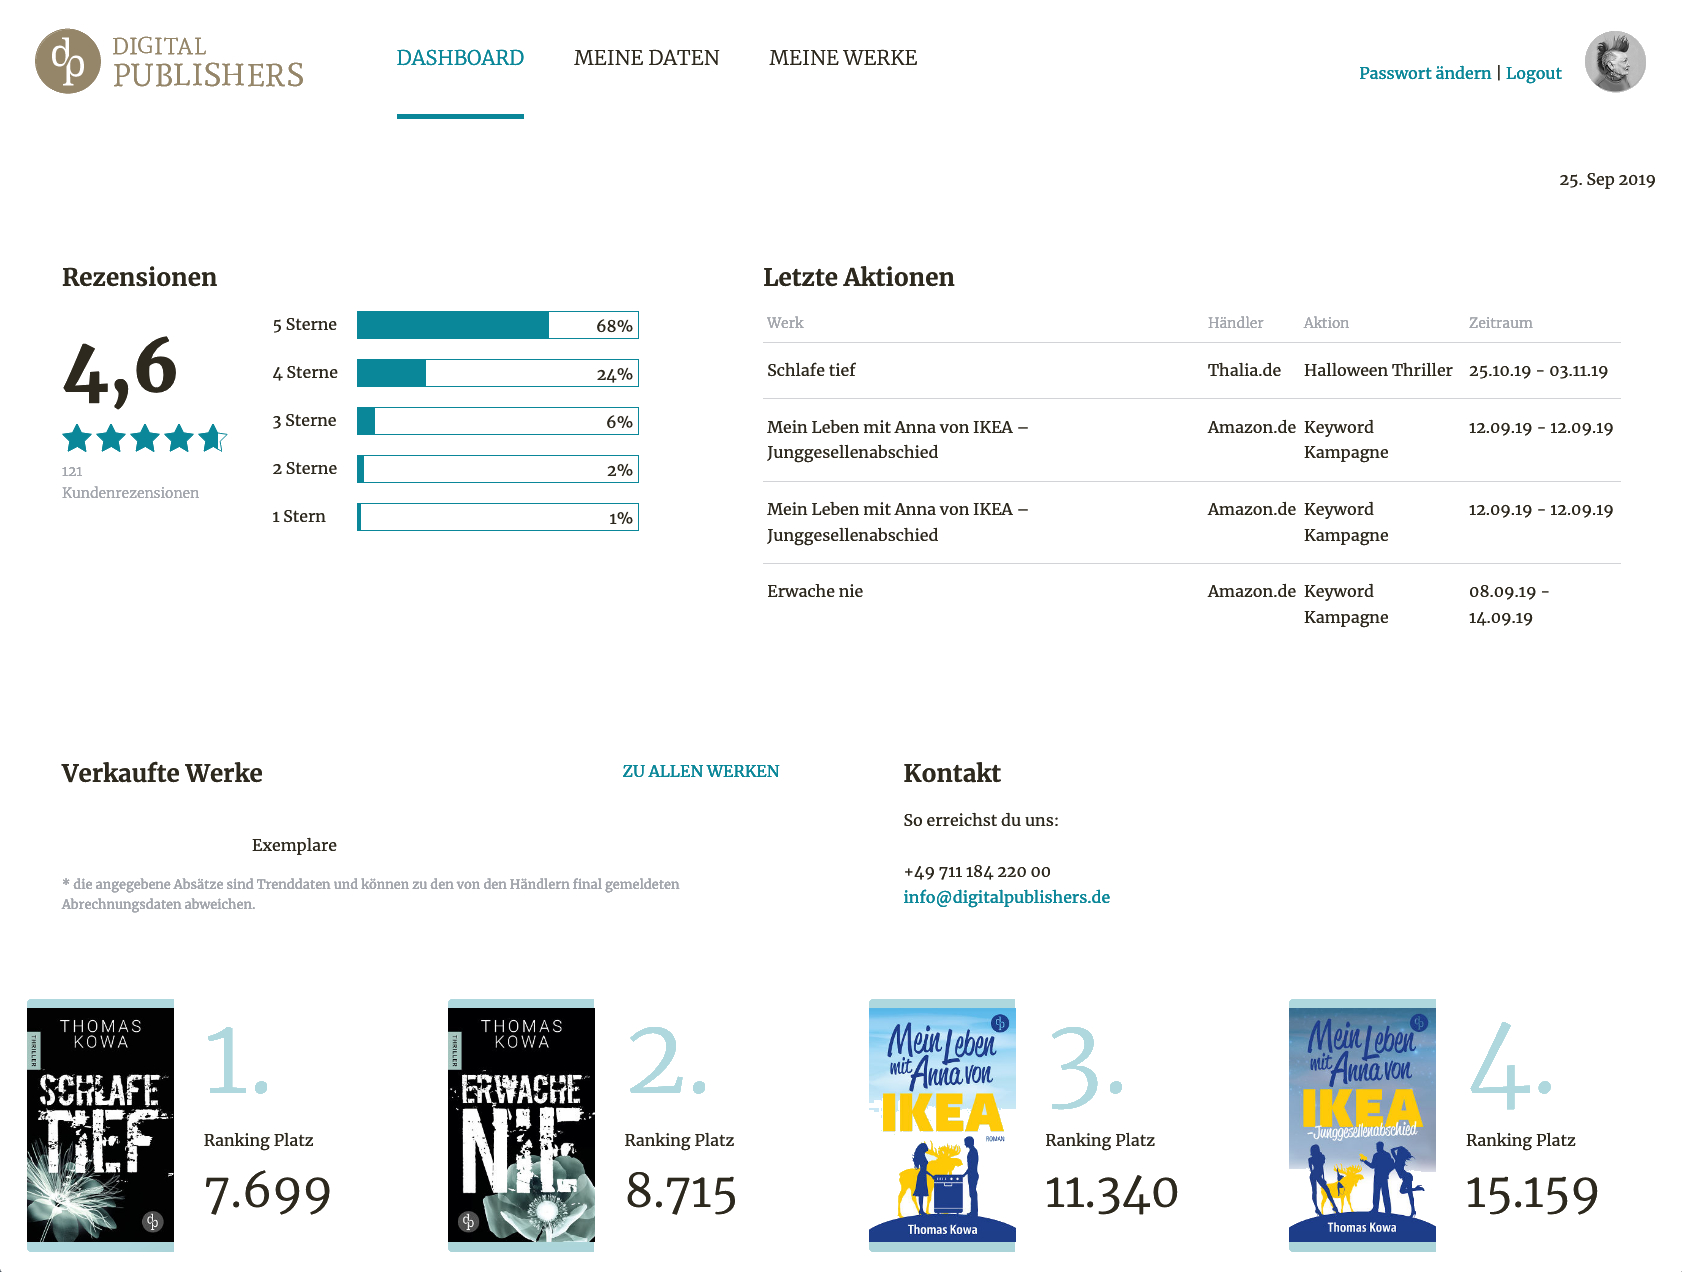 dp DIGITAL
PUBLISHERS
DASHBOARD MEINE DATEN MEINE WERKE
Passwort ändern | Logout
25. Sep 2019
Rezensionen
4,6
121
Kundenrezensionen
5 Sterne 68%
4 Sterne 24%
3 Sterne 6%
2 Sterne 2%
1 Stern 1%
Letzte Aktionen
Werk Händler Aktion Zeitraum
Schlafe tief Thalia.de Halloween Thriller 25.10.19 - 03.11.19
Mein Leben mit Anna von IKEA – Amazon.de Keyword 12.09.19 - 12.09.19
Junggesellenabschied Kampagne
Mein Leben mit Anna von IKEA – Amazon.de Keyword 12.09.19 - 12.09.19
Junggesellenabschied Kampagne
Erwache nie Amazon.de Keyword 08.09.19 -
Kampagne 14.09.19
Verkaufte Werke ZU ALLEN WERKEN
Exemplare
* die angegebene Absätze sind Trenddaten und können zu den von den Händlern final gemeldeten
Abrechnungsdaten abweichen.
Kontakt
So erreichst du uns:
+49 711 184 220 00
info@digitalpublishers.de
THOMAS
KOWA
THRILLER
SCHLAFE
TIEF
dp
1.
Ranking Platz
7.699
THOMAS
KOWA
THRILLER
ERWACHE
NIE
dp
2.
Ranking Platz
8.715
dp
Mein Leben
mit Anna von
IKEA
ROMAN
Thomas Kowa
3.
Ranking Platz
11.340
dp
Mein Leben
mit Anna von
IKEA
-Junggesellenabschied
Thomas Kowa
4.
Ranking Platz
15.159